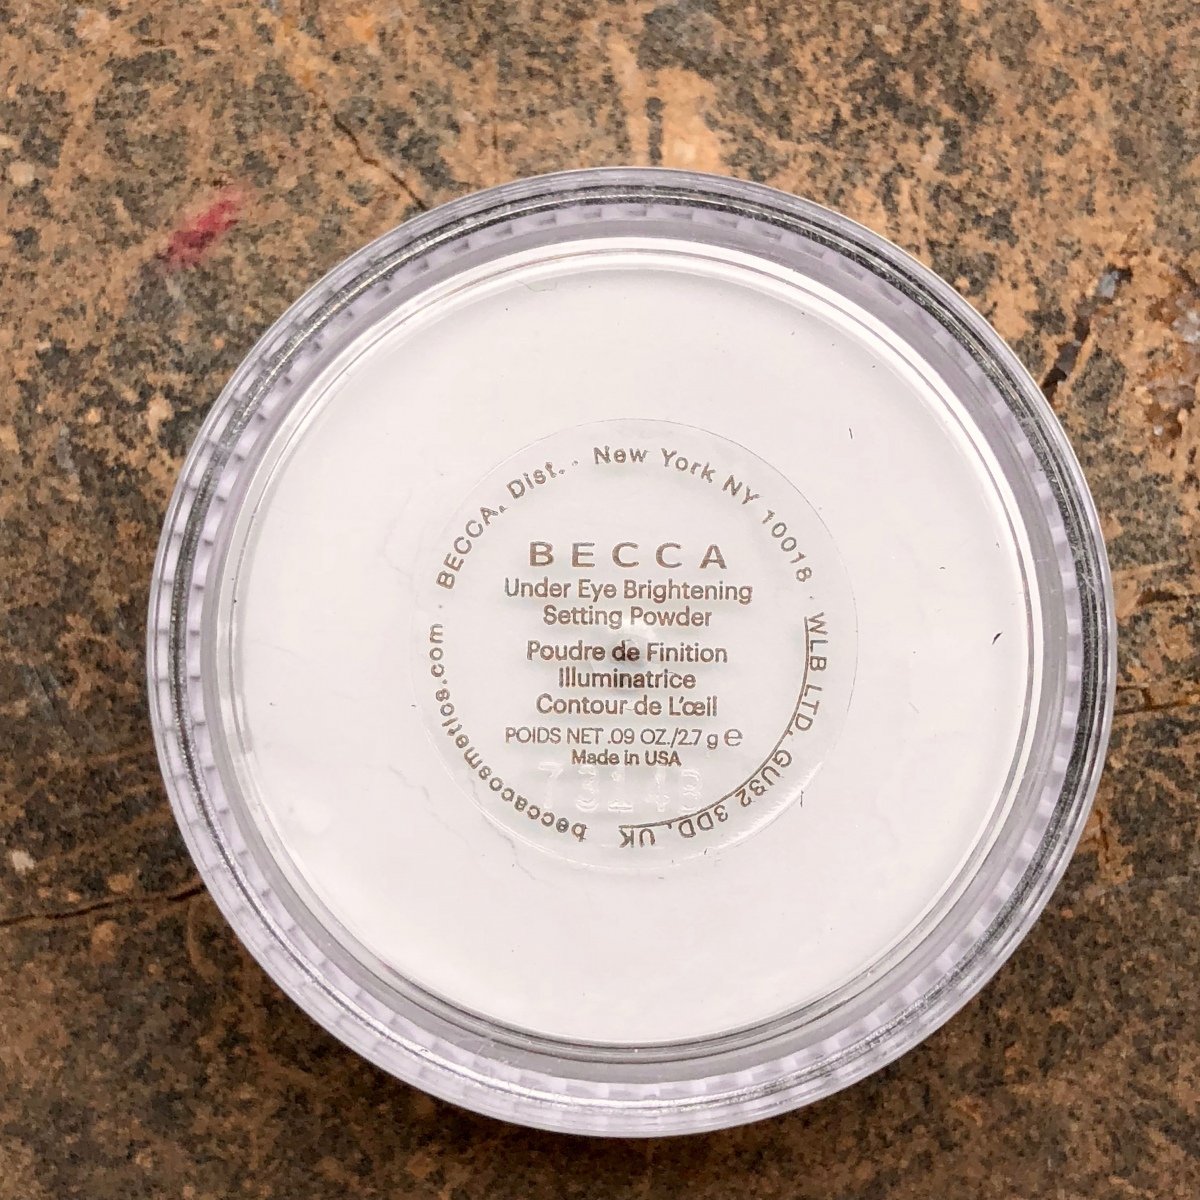 BECCA, Dist. · New York NY 10018 · WLB LTD, GU32 3DD, UK
beccacosmetics.com ·
BECCA
Under Eye Brightening
Setting Powder
Poudre de Finition
Illuminatrice
Contour de L'œil
POIDS NET .09 OZ./2.7 g ℮
Made in USA